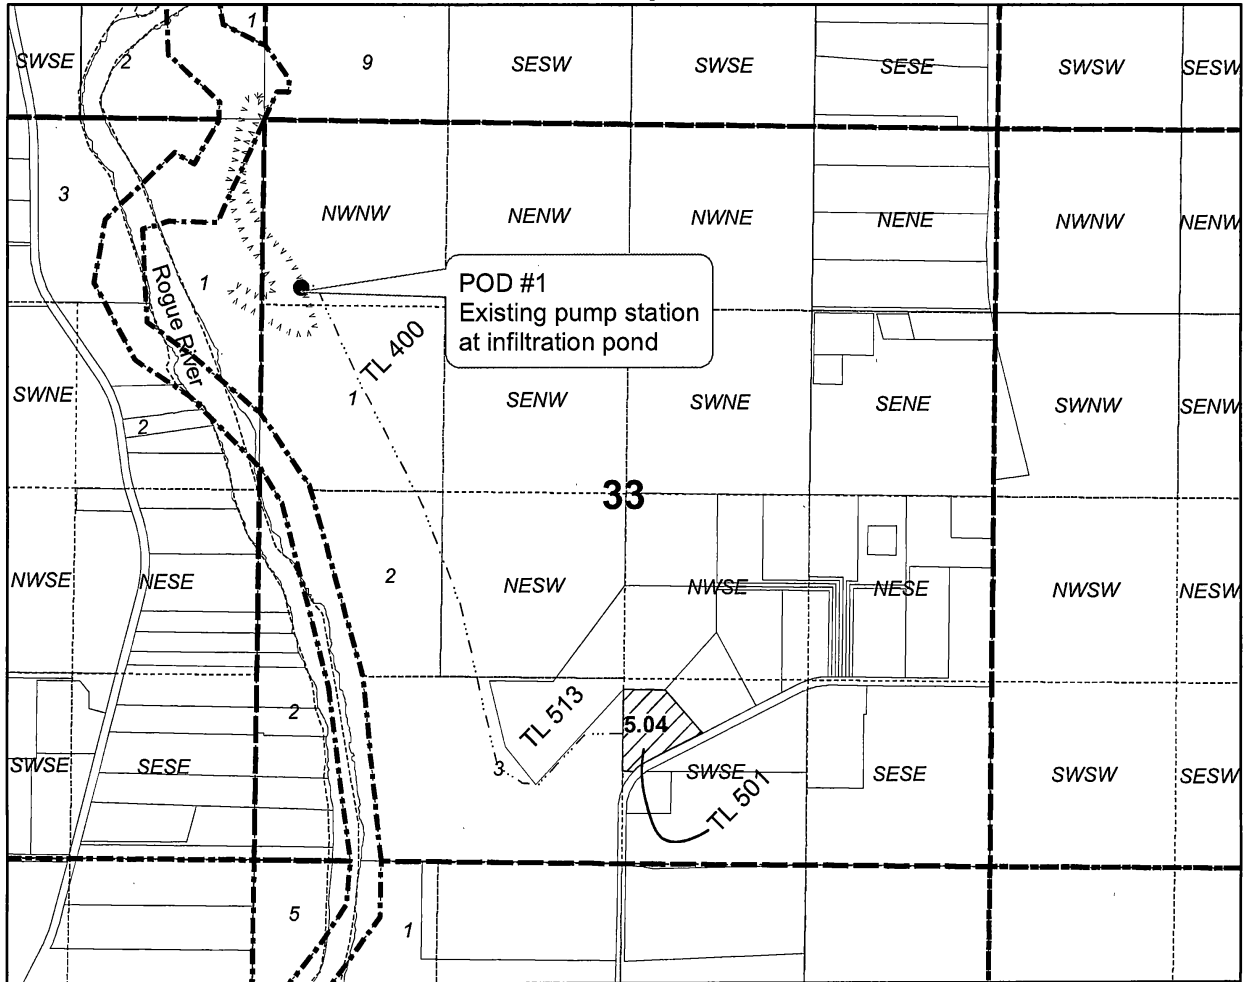 1
SWSE
2
9
SESW
SWSE
SESE
SWSW
SESW
3
NWNW
NENW
NWNE
NENE
NWNW
NENW
1
Rogue River
POD #1
Existing pump station
at infiltration pond
TL 400
SWNE
2
1
SENW
SWNE
SENE
SWNW
SENW
33
NWSE
NESE
2
NESW
NWSE
NESE
NWSW
NESW
2
TL 513
5.04
SWSE
SESE
3
SWSE
TL 501
SESE
SWSW
SESW
5
1